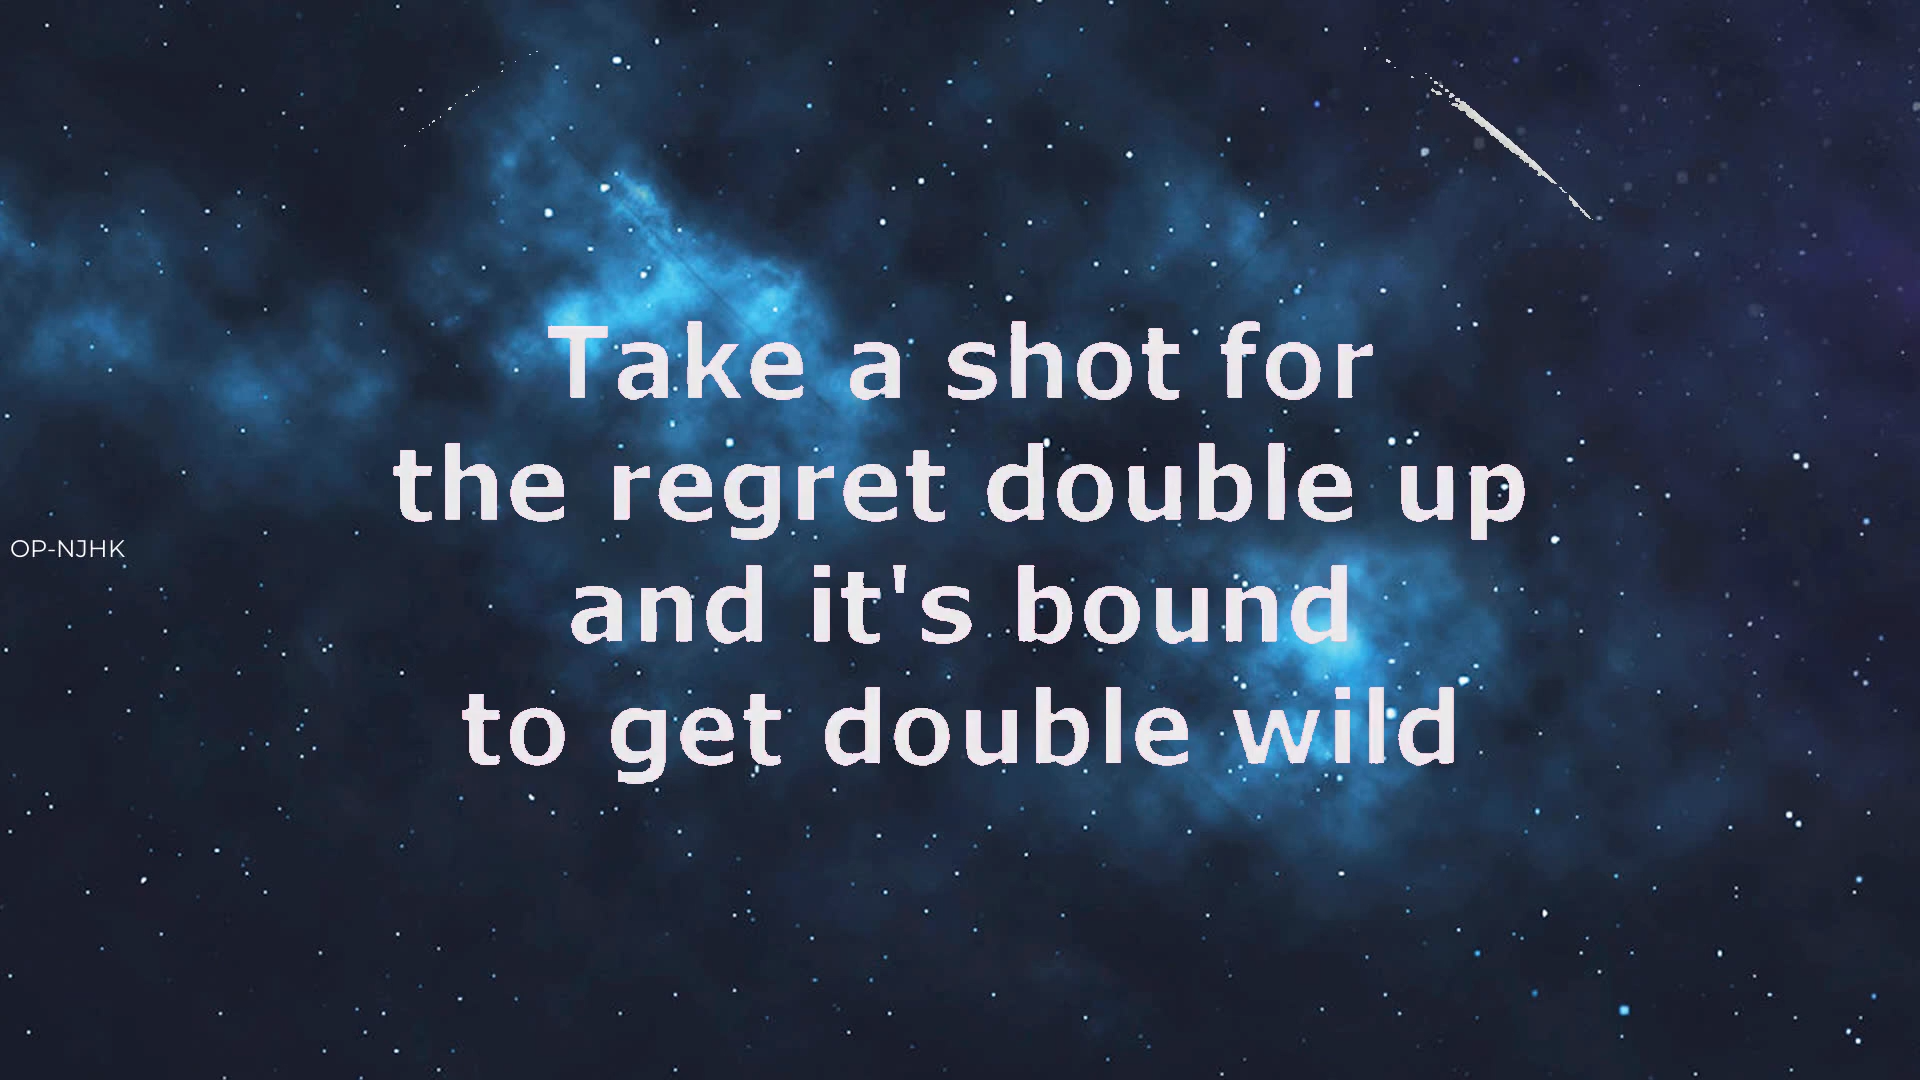 Take a shot for
the regret double up
OP-NJHK
and it's bound
to get double wild